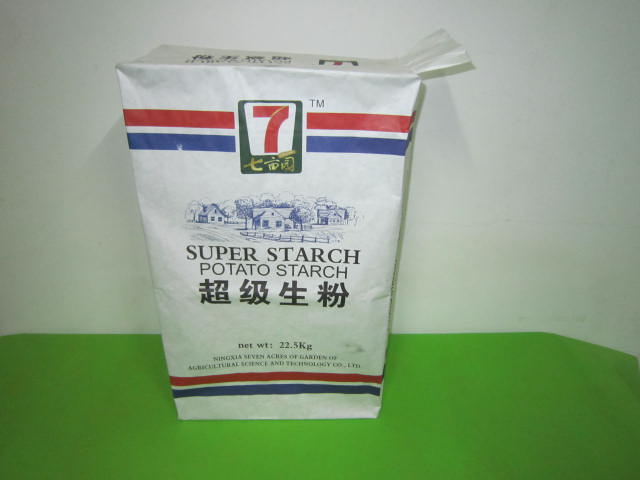 7
TM
七亩园
SUPER STARCH
POTATO STARCH
超级生粉
net wt: 22.5Kg
NINGXIA SEVEN ACRES OF GARDEN OF
AGRICULTURAL SCIENCE AND TECHNOLOGY CO., LTD.